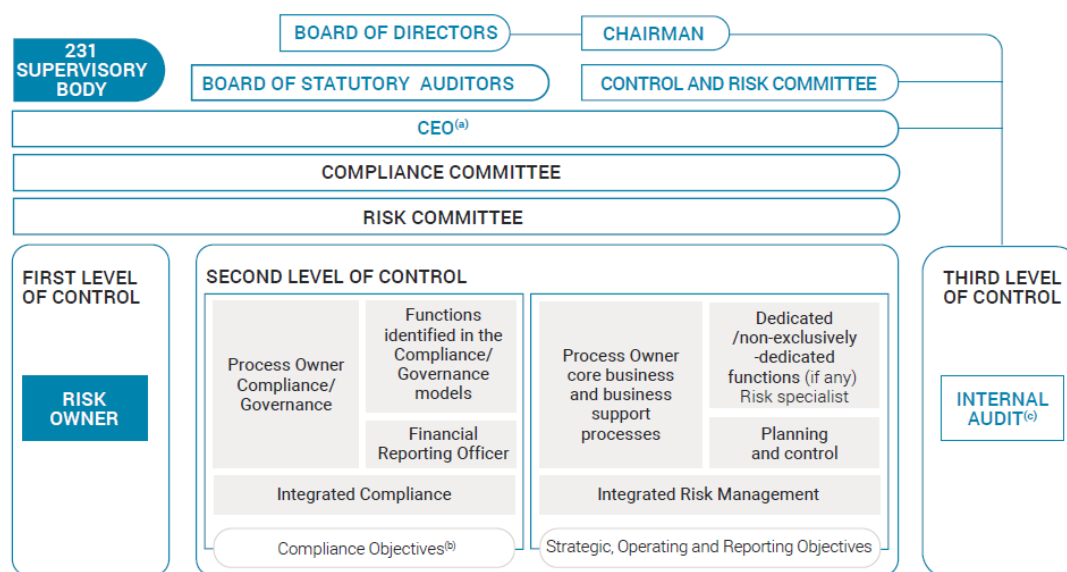 BOARD OF DIRECTORS
CHAIRMAN
231
SUPERVISORY
BODY
BOARD OF STATUTORY AUDITORS
CONTROL AND RISK COMMITTEE
CEO(a)
COMPLIANCE COMMITTEE
RISK COMMITTEE
FIRST LEVEL
OF CONTROL
RISK
OWNER
SECOND LEVEL OF CONTROL
Process Owner
Compliance/
Governance
Functions
identified in the
Compliance/
Governance
models
Financial
Reporting Officer
Integrated Compliance
Compliance Objectives(b)
Process Owner
core business
and business
support
processes
Dedicated
/non-exclusively
-dedicated
functions (if any)
Risk specialist
Planning
and control
Integrated Risk Management
Strategic, Operating and Reporting Objectives
THIRD LEVEL
OF CONTROL
INTERNAL
AUDIT(c)